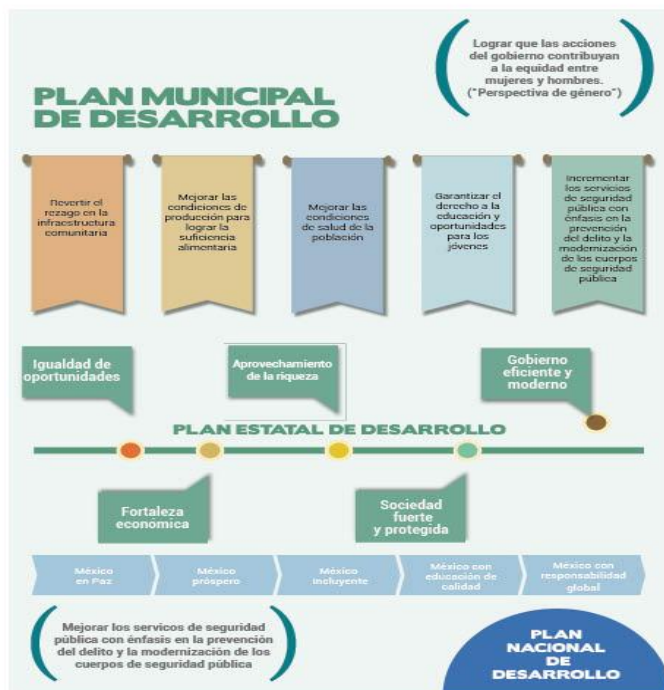 Lograr que las acciones
del gobierno contribuyan
a la equidad entre
mujeres y hombres.
("Perspectiva de género")
PLAN MUNICIPAL
DE DESARROLLO
Revertir el
rezago en la
infraestructura
comunitaria
Mejorar las
condiciones de
producción para
lograr la
suficiencia
alimentaria
Mejorar las
condiciones
de salud de la
población
Garantizar el
derecho a la
educación y
oportunidades
para los
jóvenes
Incrementar
los servicios
de seguridad
pública con
énfasis en la
prevención
del delito y la
modernización
de los cuerpos
de seguridad
pública
Igualdad de
oportunidades
Aprovechamiento
de la riqueza
Gobierno
eficiente y
moderno
PLAN ESTATAL DE DESARROLLO
Fortaleza
económica
Sociedad
fuerte
y protegida
México
en Paz
México
próspero
México
Incluyente
México con
educación de
calidad
México con
responsabilidad
global
Mejorar los servicos de seguridad
pública con énfasis en la prevención
del delito y la modernización de los
cuerpos de seguridad pública
PLAN
NACIONAL
DE
DESARROLLO